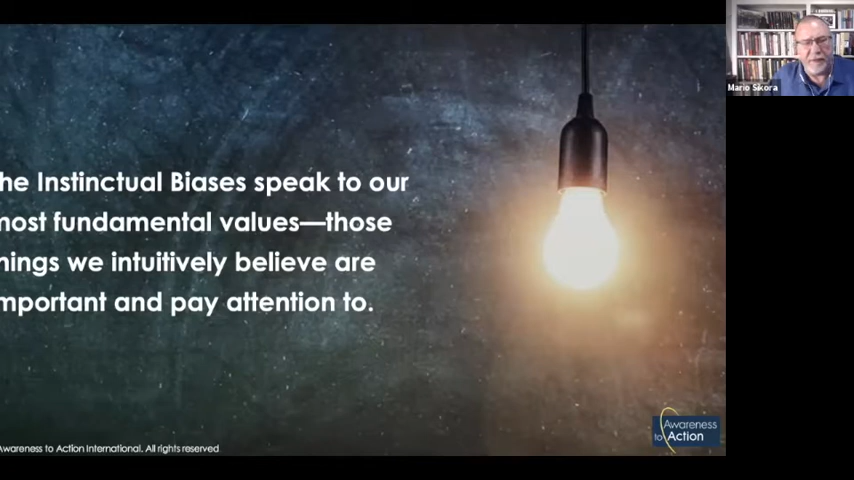 he Instinctual Biases speak to our
most fundamental values—those
hings we intuitively believe are
mportant and pay attention to.
Awareness to Action International. All rights reserved
Awareness
to Action
Mario Sikora